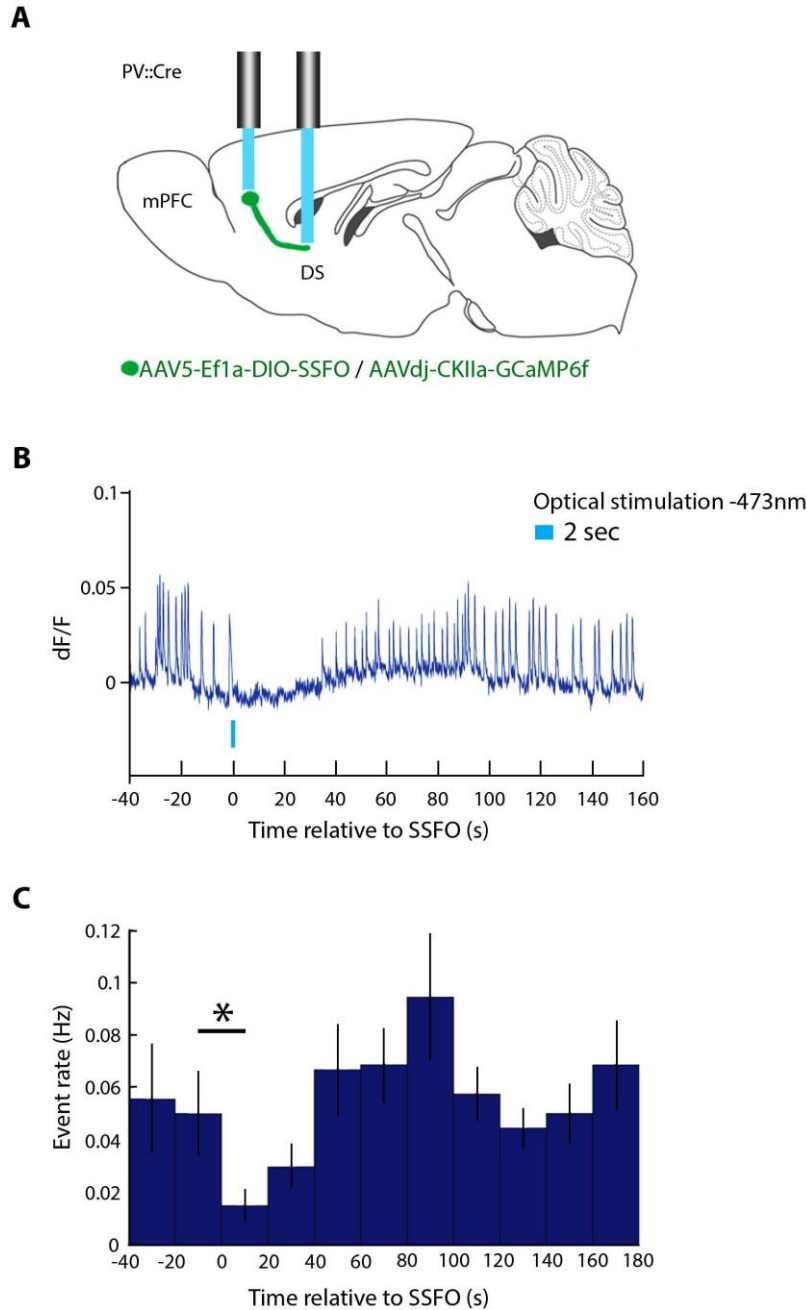 A
PV::Cre
mPFC
DS
AAV5-Ef1a-DIO-SSFO / AAVdj-CKIIa-GCaMP6f
B
Optical stimulation -473nm
2 sec
0.1
0.05
0
dF/F
-40 -20 0 20 40 60 80 100 120 140 160
Time relative to SSFO (s)
C
*
0.12
0.1
0.08
0.06
0.04
0.02
0
Event rate (Hz)
-40 -20 0 20 40 60 80 100 120 140 160 180
Time relative to SSFO (s)